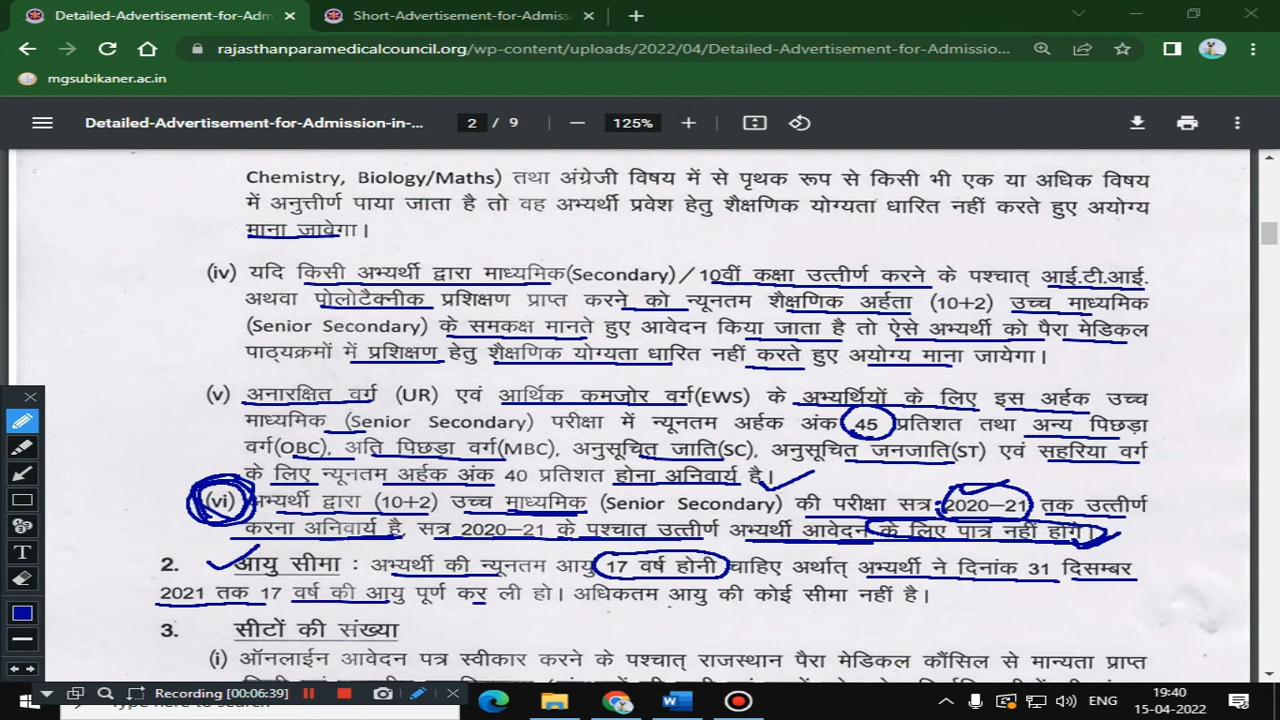 Detailed-Advertisement-for-Adm
Short-Advertisement-for-Admiss
rajasthanparamedicalcouncil.org/wp-content/uploads/2022/04/Detailed-Advertisement-for-Admissio...
mgsubikaner.ac.in
Detailed-Advertisement-for-Admission-in-... 2 / 9 125%
Chemistry, Biology/Maths) तथा अंग्रेजी विषय में से पृथक रूप से किसी भी एक या अधिक विषय
में अनुत्तीर्ण पाया जाता है तो वह अभ्यर्थी प्रवेश हेतु शैक्षणिक योग्यता धारित नहीं करते हुए अयोग्य
माना जावेगा।
(iv) यदि किसी अभ्यर्थी द्वारा माध्यमिक(Secondary)/10वीं कक्षा उत्तीर्ण करने के पश्चात् आई.टी.आई.
अथवा पोलोटैक्नीक प्रशिक्षण प्राप्त करने को न्यूनतम शैक्षणिक अर्हता (10+2) उच्च माध्यमिक
(Senior Secondary) के समकक्ष मानते हुए आवेदन किया जाता है तो ऐसे अभ्यर्थी को पैरा मेडिकल
पाठ्यक्रमों में प्रशिक्षण हेतु शैक्षणिक योग्यता धारित नहीं करते हुए अयोग्य माना जायेगा।
(v) अनारक्षित वर्ग (UR) एवं आर्थिक कमजोर वर्ग(EWS) के अभ्यर्थियों के लिए इस अर्हक उच्च
माध्यमिक (Senior Secondary) परीक्षा में न्यूनतम अर्हक अंक 45 प्रतिशत तथा अन्य पिछड़ा
वर्ग(OBC), अति पिछड़ा वर्ग(MBC), अनुसूचित जाति(SC), अनुसूचित जनजाति(ST) एवं सहरिया वर्ग
के लिए न्यूनतम अर्हक अंक 40 प्रतिशत होना अनिवार्य है।
(vi) अभ्यर्थी द्वारा (10+2) उच्च माध्यमिक (Senior Secondary) की परीक्षा सत्र 2020–21 तक उत्तीर्ण
करना अनिवार्य है, सत्र 2020–21 के पश्चात उत्तीर्ण अभ्यर्थी आवेदन के लिए पात्र नहीं होंगे।
2. आयु सीमा : अभ्यर्थी की न्यूनतम आयु 17 वर्ष होनी चाहिए अर्थात् अभ्यर्थी ने दिनांक 31 दिसम्बर
2021 तक 17 वर्ष की आयु पूर्ण कर ली हो। अधिकतम आयु की कोई सीमा नहीं है।
3. सीटों की संख्या
(i) ऑनलाईन आवेदन पत्र स्वीकार करने के पश्चात् राजस्थान पैरा मेडिकल कौंसिल से मान्यता प्राप्त
Recording [00:06:39]
ENG
19:40
15-04-2022